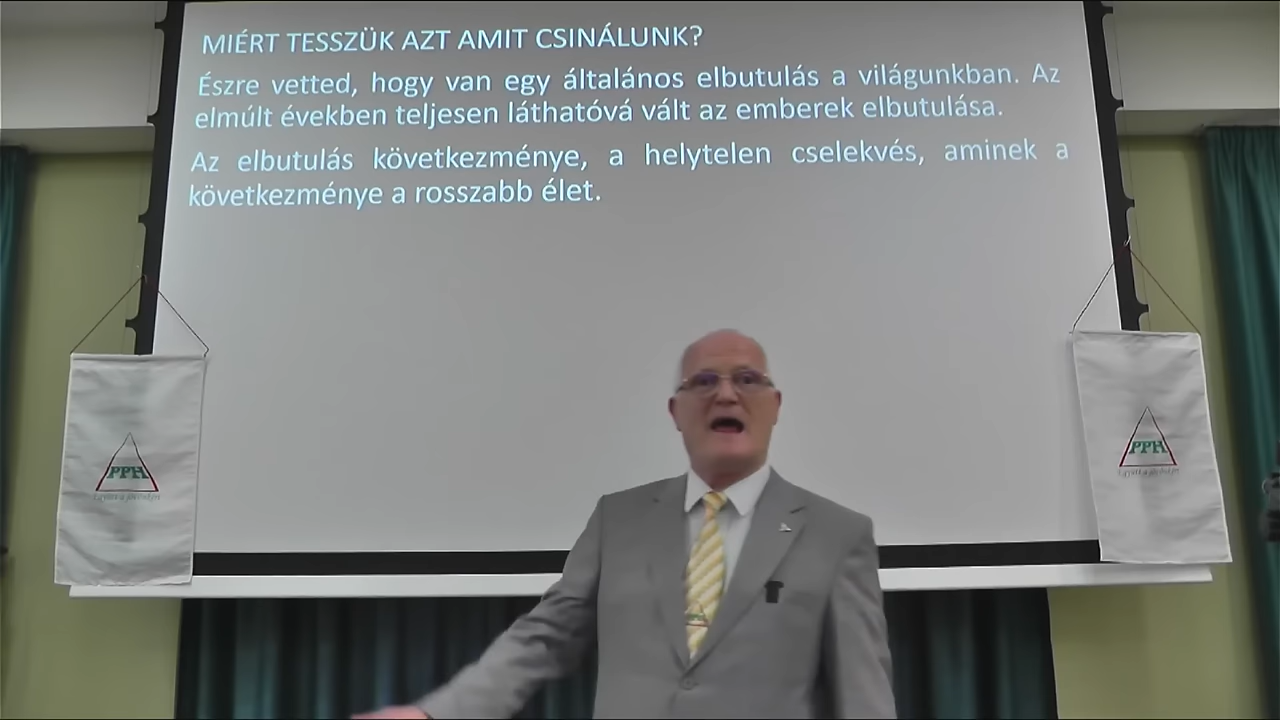 MIÉRT TESSZÜK AZT AMIT CSINÁLUNK?
Észre vetted, hogy van egy általános elbutulás a világunkban. Az
elmúlt években teljesen láthatóvá vált az emberek elbutulása.
Az elbutulás következménye, a helytelen cselekvés, aminek a
következménye a rosszabb élet.
PPH
PPH